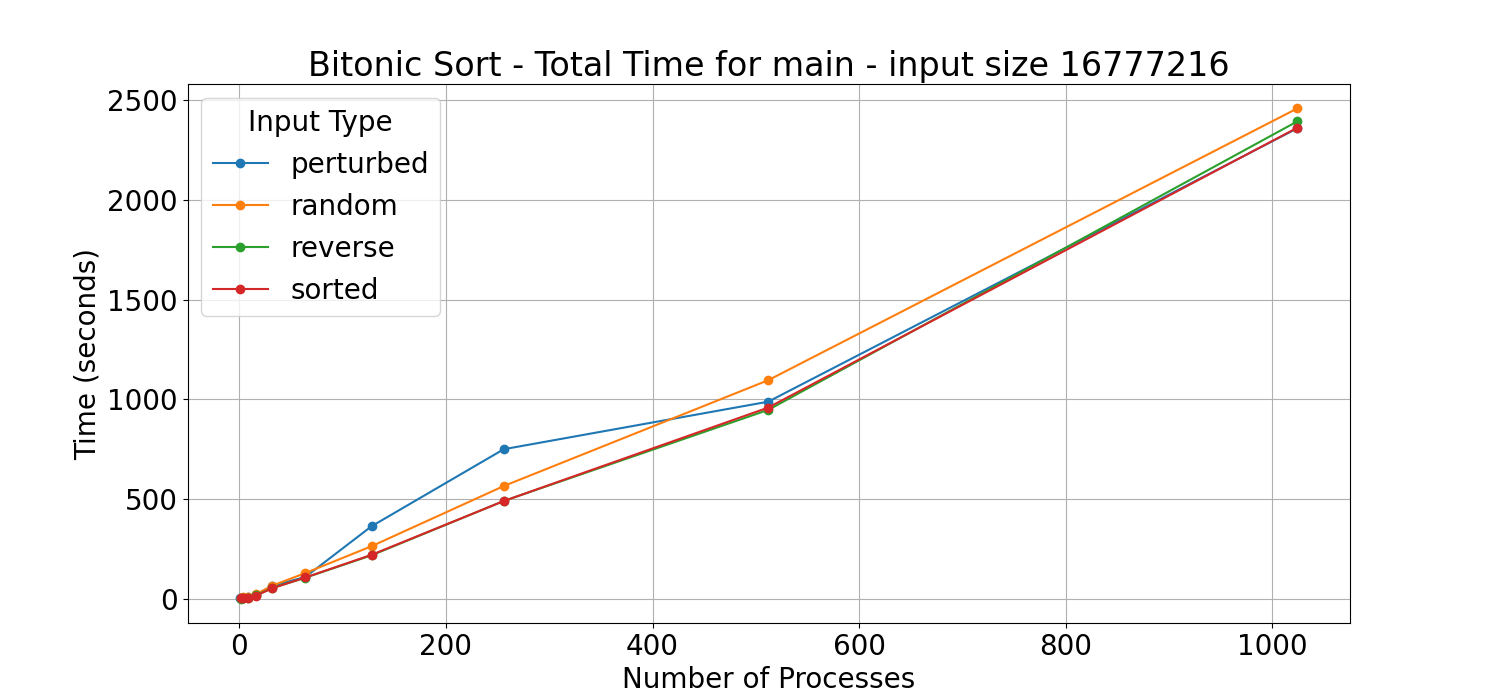 Bitonic Sort - Total Time for main - input size 16777216
2500
2000
1500
1000
500
0
Time (seconds)
Input Type
perturbed
random
reverse
sorted
0 200 400 600 800 1000
Number of Processes